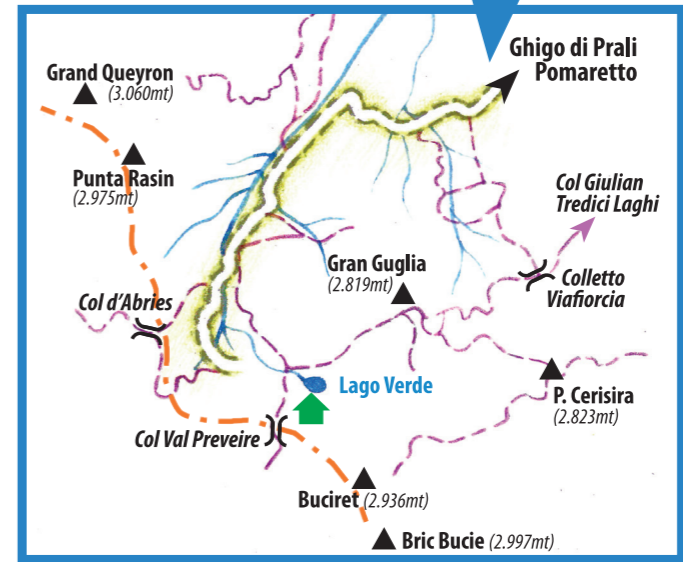 Ghigo di Prali
Pomaretto
Grand Queyron
(3.060mt)
Punta Rasin
(2.975mt)
Col Giulian
Tredici Laghi
Gran Guglia
(2.819mt)
Colletto
Viafiorcia
Col d'Abries
Lago Verde
P. Cerisira
(2.823mt)
Col Val Preveire
Buciret (2.936mt)
Bric Bucie (2.997mt)